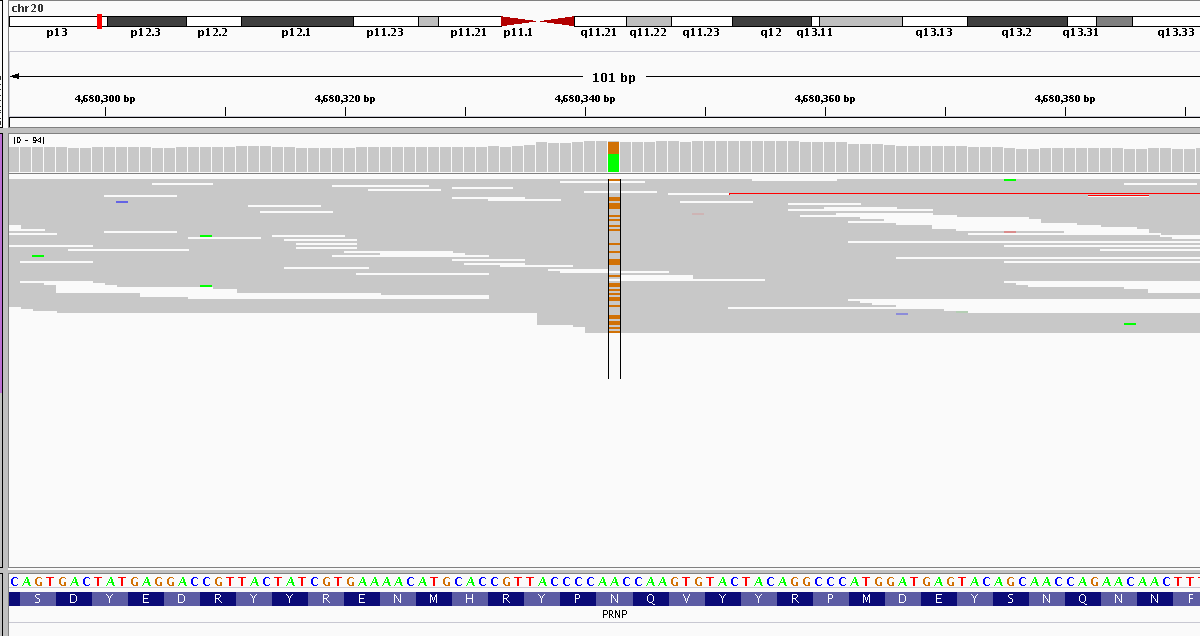 chr20
p13 p12.3 p12.2 p12.1 p11.23 p11.21 p11.1 q11.21 q11.22 q11.23 q12 q13.11 q13.13 q13.2 q13.31 q13.33
101 bp
4,680,300 bp 4,680,320 bp 4,680,340 bp 4,680,360 bp 4,680,380 bp
[0 - 94]
CAGTGACTATGAGGACCGTTACTATCGTGAAAACATGCACCGTTACCCCAACCAAGTGTACTACAGGCCCATGGATGAGTACAGCAACCAGAACAACTTT
S D Y E D R Y Y R E N M H R Y P N Q V Y Y R P M D E Y S N Q N N F
PRNP